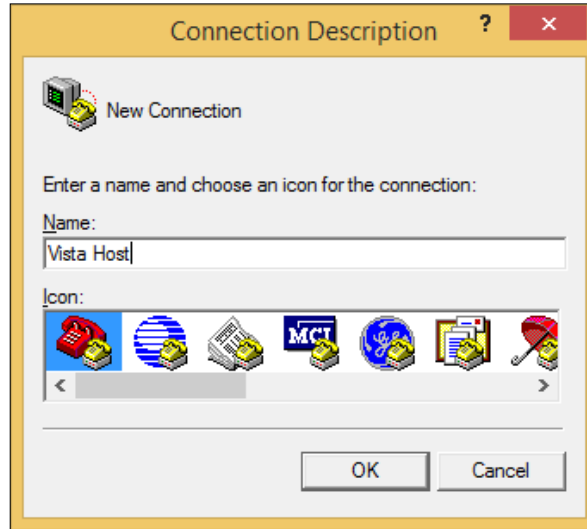 Connection Description
?
×
New Connection
Enter a name and choose an icon for the connection:
Name:
Vista Host
Icon:
MCI
OK
Cancel